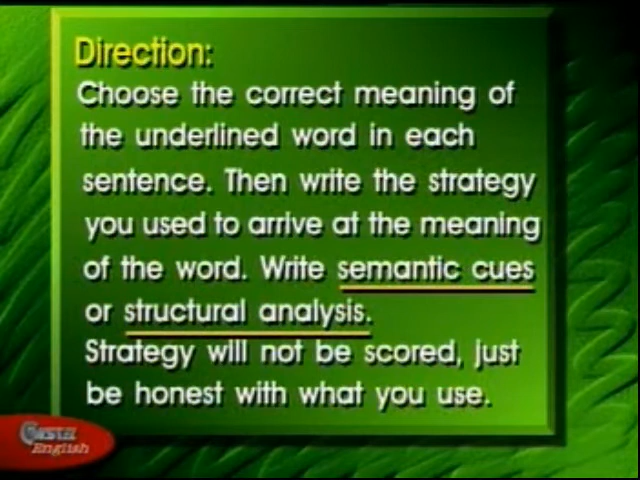 Direction:
Choose the correct meaning of
the underlined word in each
sentence. Then write the strategy
you used to arrive at the meaning
of the word. Write semantic cues
or structural analysis.
Strategy will not be scored, just
be honest with what you use.
English